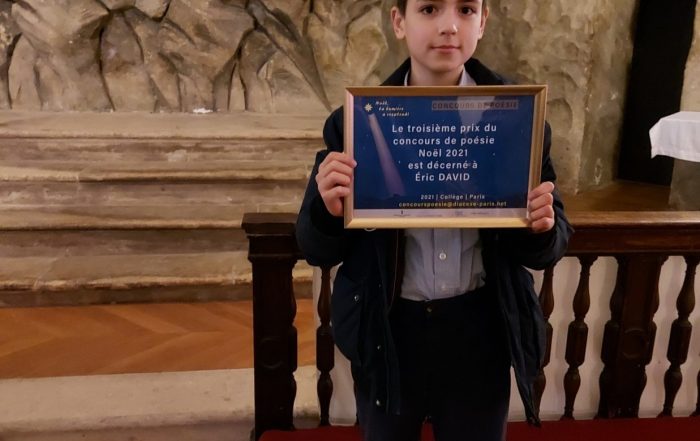 Noël,
la lumière
a resplendi
CONCOURS DE POÉSIE
Le troisième prix du
concours de poésie
Noël 2021
est décerné à
Éric DAVID
2021 | Collège | Paris
concourspoesie@diocese-paris.net